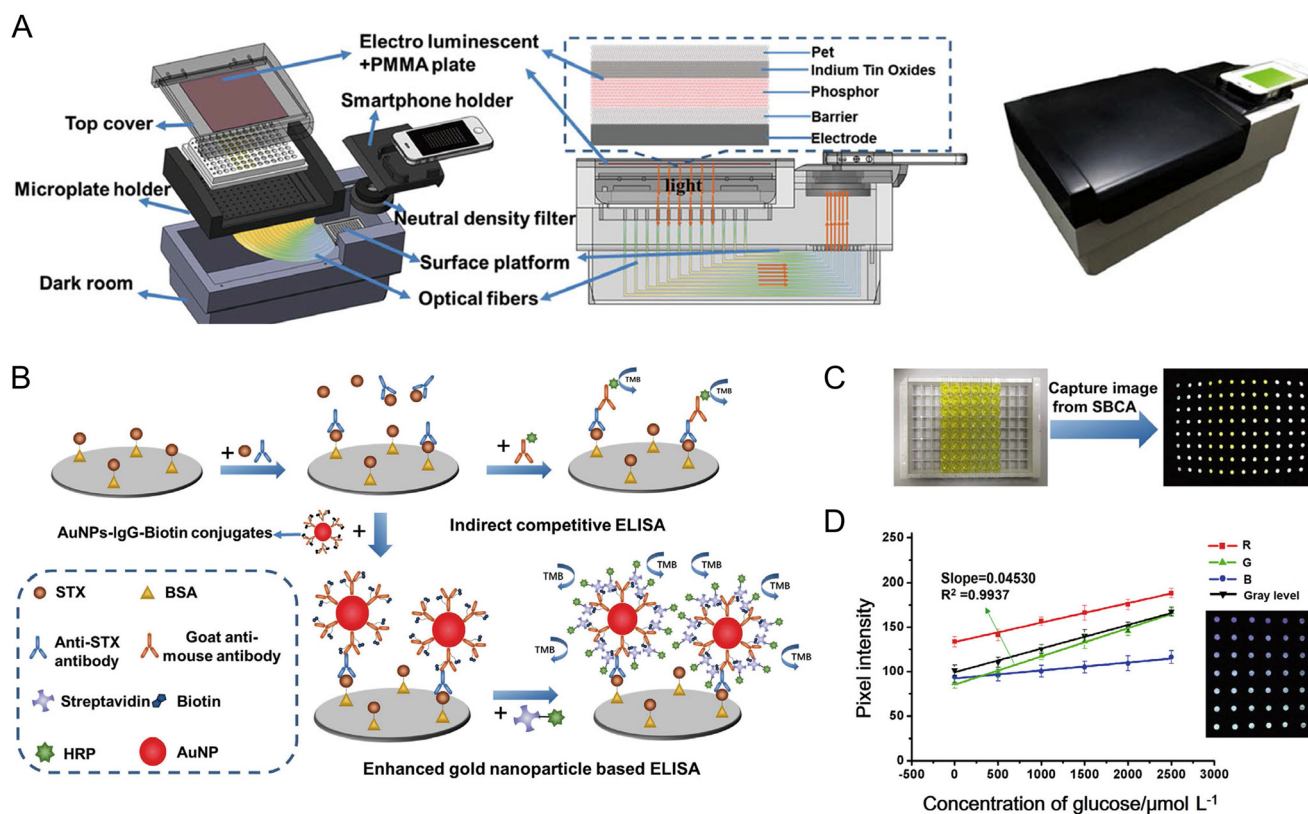 A
Electro luminescent
+PMMA plate
Top cover
Smartphone holder
Microplate holder
Neutral density filter
Surface platform
Dark room
Optical fibers
Pet
Indium Tin Oxides
Phosphor
Barrier
Electrode
light
B
+
+
TMB
TMB
AuNPs-IgG-Biotin conjugates
+
Indirect competitive ELISA
STX
BSA
Anti-STX
antibody
Goat anti-
mouse antibody
Streptavidin
Biotin
HRP
AuNP
+
TMB
TMB
TMB
TMB
TMB
TMB
Enhanced gold nanoparticle based ELISA
C
Capture image
from SBCA
D
Pixel intensity
250
200
150
100
50
0
Slope=0.04530
R² =0.9937
R
G
B
Gray level
-500
0
500
1000
1500
2000
2500
3000
Concentration of glucose/µmol L⁻¹